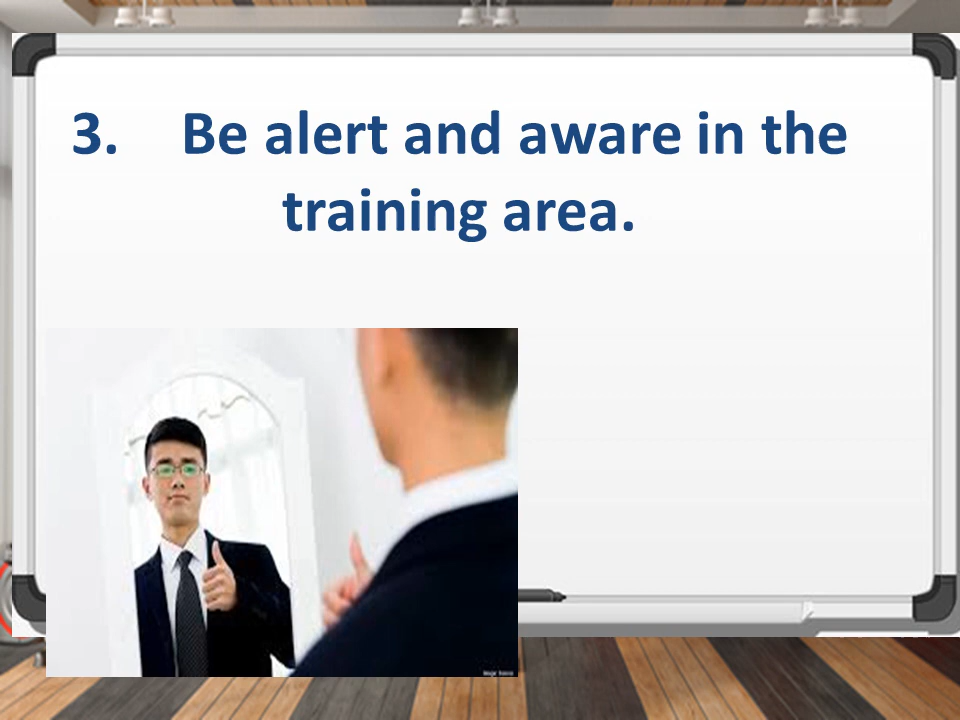 3. Be alert and aware in the
training area.